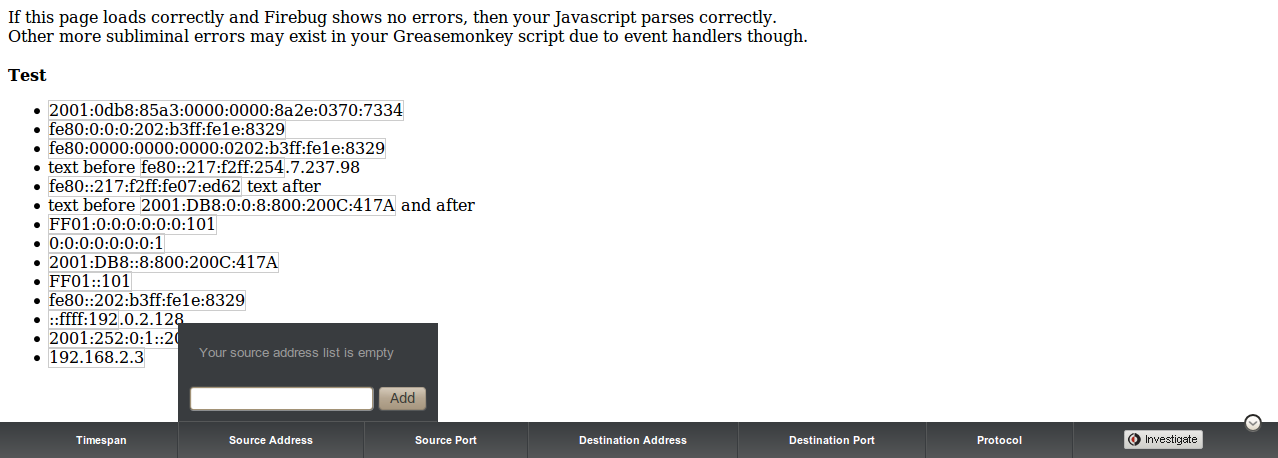 If this page loads correctly and Firebug shows no errors, then your Javascript parses correctly.
Other more subliminal errors may exist in your Greasemonkey script due to event handlers though.
Test
2001:0db8:85a3:0000:0000:8a2e:0370:7334
fe80:0:0:0:202:b3ff:fe1e:8329
fe80:0000:0000:0000:0202:b3ff:fe1e:8329
text before fe80::217:f2ff:254.7.237.98
fe80::217:f2ff:fe07:ed62 text after
text before 2001:DB8:0:0:8:800:200C:417A and after
FF01:0:0:0:0:0:0:101
0:0:0:0:0:0:0:1
2001:DB8::8:800:200C:417A
FF01::101
fe80::202:b3ff:fe1e:8329
::ffff:192.0.2.128
2001:252:0:1::20
192.168.2.3
Your source address list is empty
Add
Timespan Source Address Source Port Destination Address Destination Port Protocol Investigate